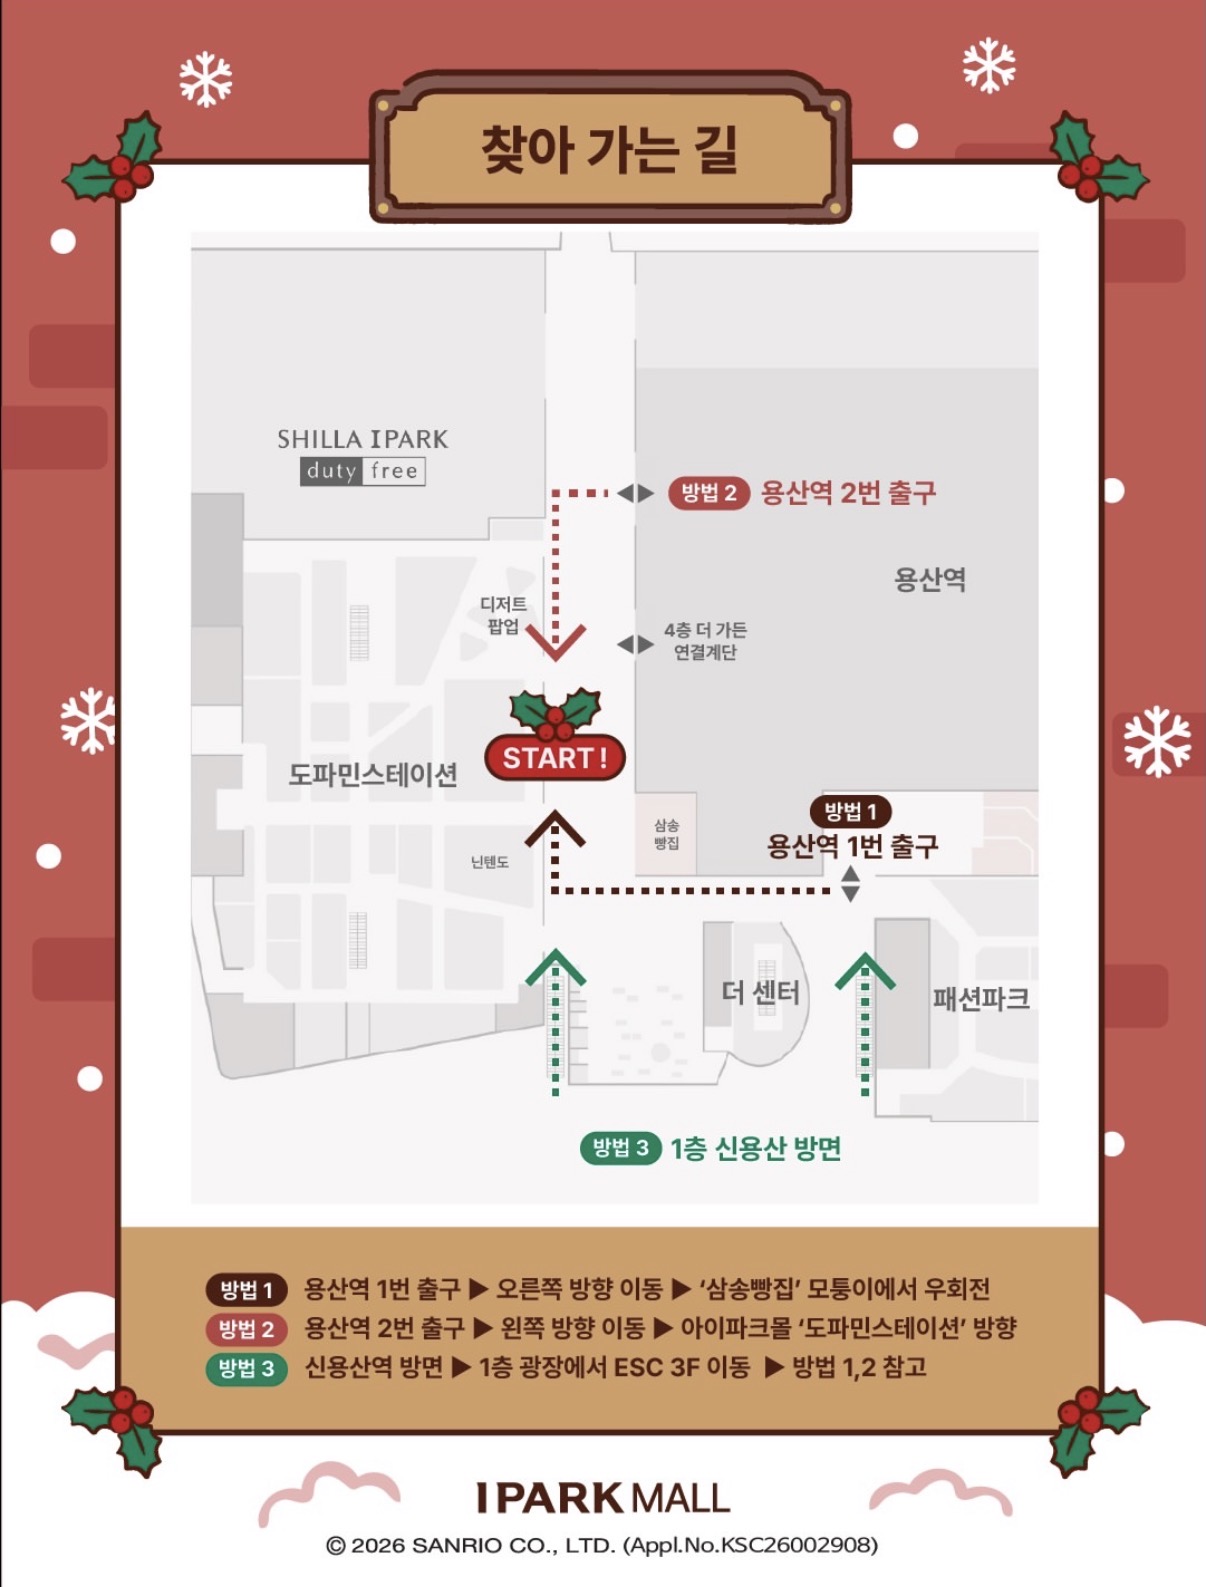 찾아 가는 길
SHILLA IPARK
duty free
방법 2 용산역 2번 출구
용산역
디저트
팝업
4층 더 가든
연결계단
START!
도파민스테이션
삼송
빵집
방법 1
용산역 1번 출구
닌텐도
더 센터
패션파크
방법 3 1층 신용산 방면
방법 1 용산역 1번 출구 ▶ 오른쪽 방향 이동 ▶ ‘삼송빵집’ 모퉁이에서 우회전
방법 2 용산역 2번 출구 ▶ 왼쪽 방향 이동 ▶ 아이파크몰 ‘도파민스테이션’ 방향
방법 3 신용산역 방면 ▶ 1층 광장에서 ESC 3F 이동 ▶ 방법 1,2 참고
IPARK MALL
© 2026 SANRIO CO., LTD. (Appl.No.KSC26002908)